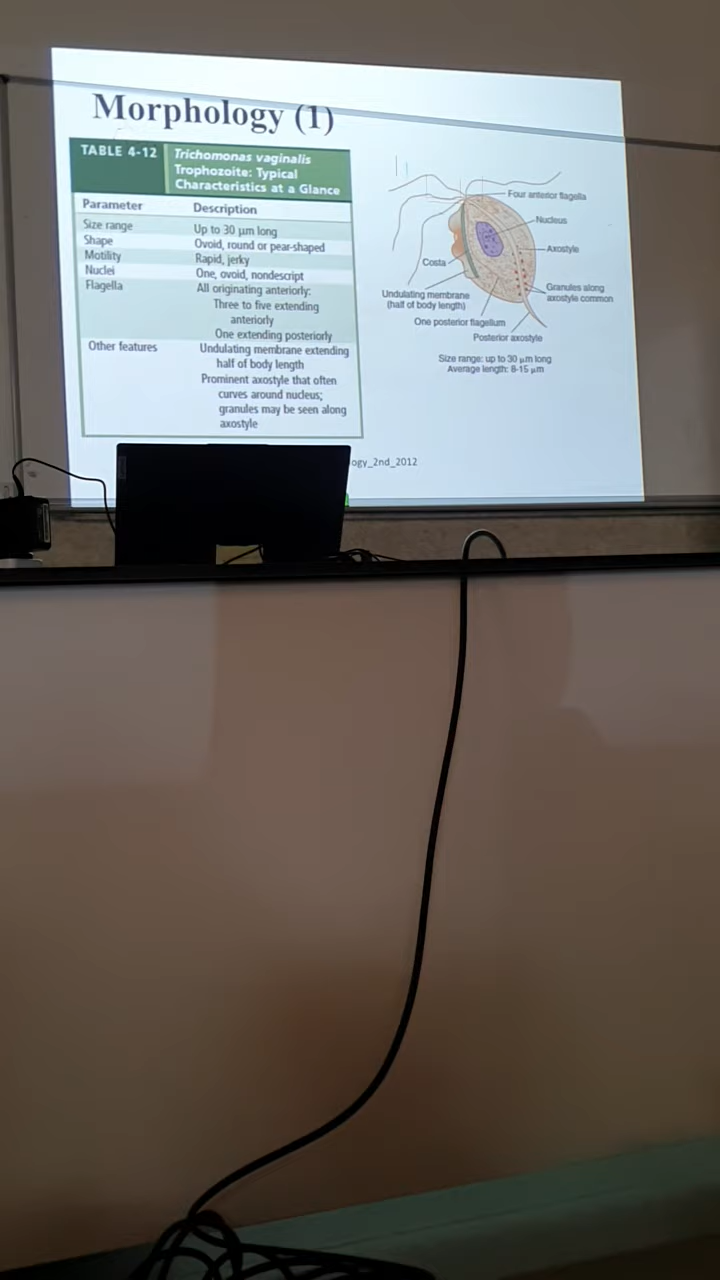 Morphology (1)
TABLE 4-12
Trichomonas vaginalis
Trophozoite: Typical
Characteristics at a Glance
Parameter Description
Size range Up to 30 μm long
Shape Ovoid, round or pear-shaped
Motility Rapid, jerky
Nuclei One, ovoid, nondescript
Flagella All originating anteriorly:
Three to five extending
anteriorly
One extending posteriorly
Other features Undulating membrane extending
half of body length
Prominent axostyle that often
curves around nucleus;
granules may be seen along
axostyle
Four anterior flagella
Nucleus
Axostyle
Costa
Granules along
axostyle common
Undulating membrane
(half of body length)
One posterior flagellum
Posterior axostyle
Size range: up to 30 μm long
Average length: 8-15 μm
ogy_2nd_2012